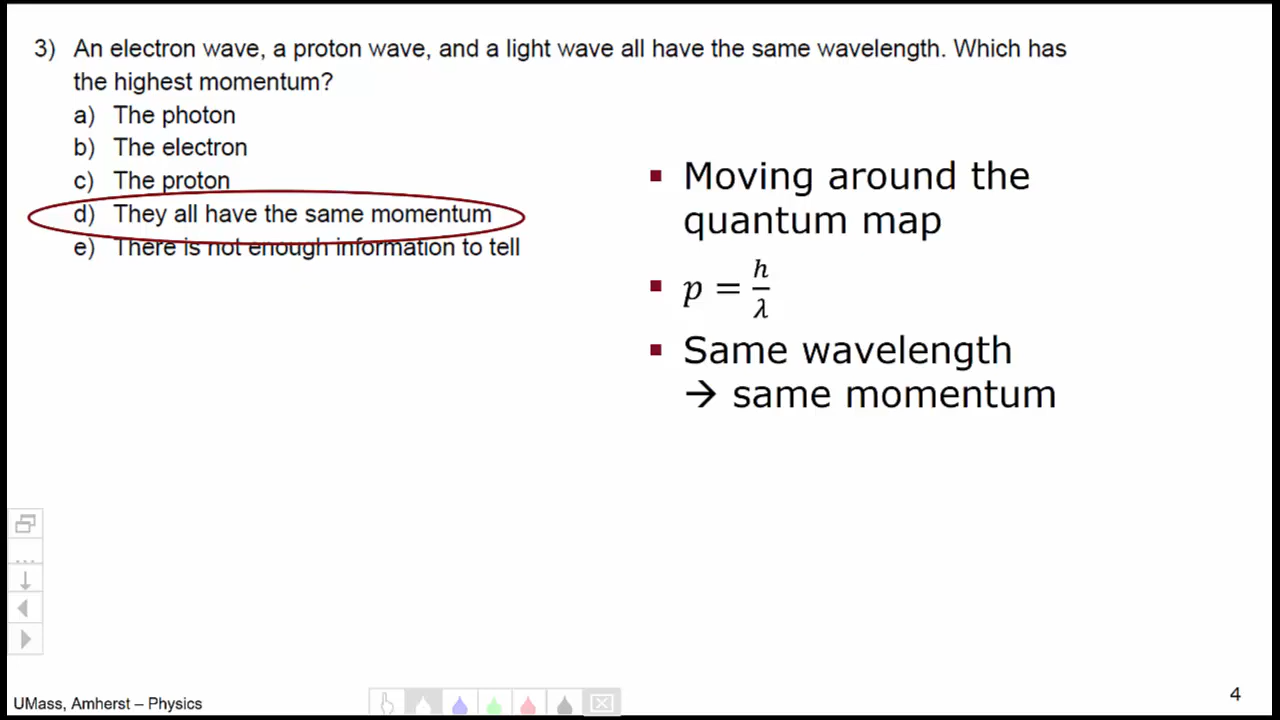 3) An electron wave, a proton wave, and a light wave all have the same wavelength. Which has
the highest momentum?
a) The photon
b) The electron
c) The proton
d) They all have the same momentum
e) There is not enough information to tell
▪ Moving around the
quantum map
▪ p = h/λ
▪ Same wavelength
→ same momentum
UMass, Amherst – Physics
4